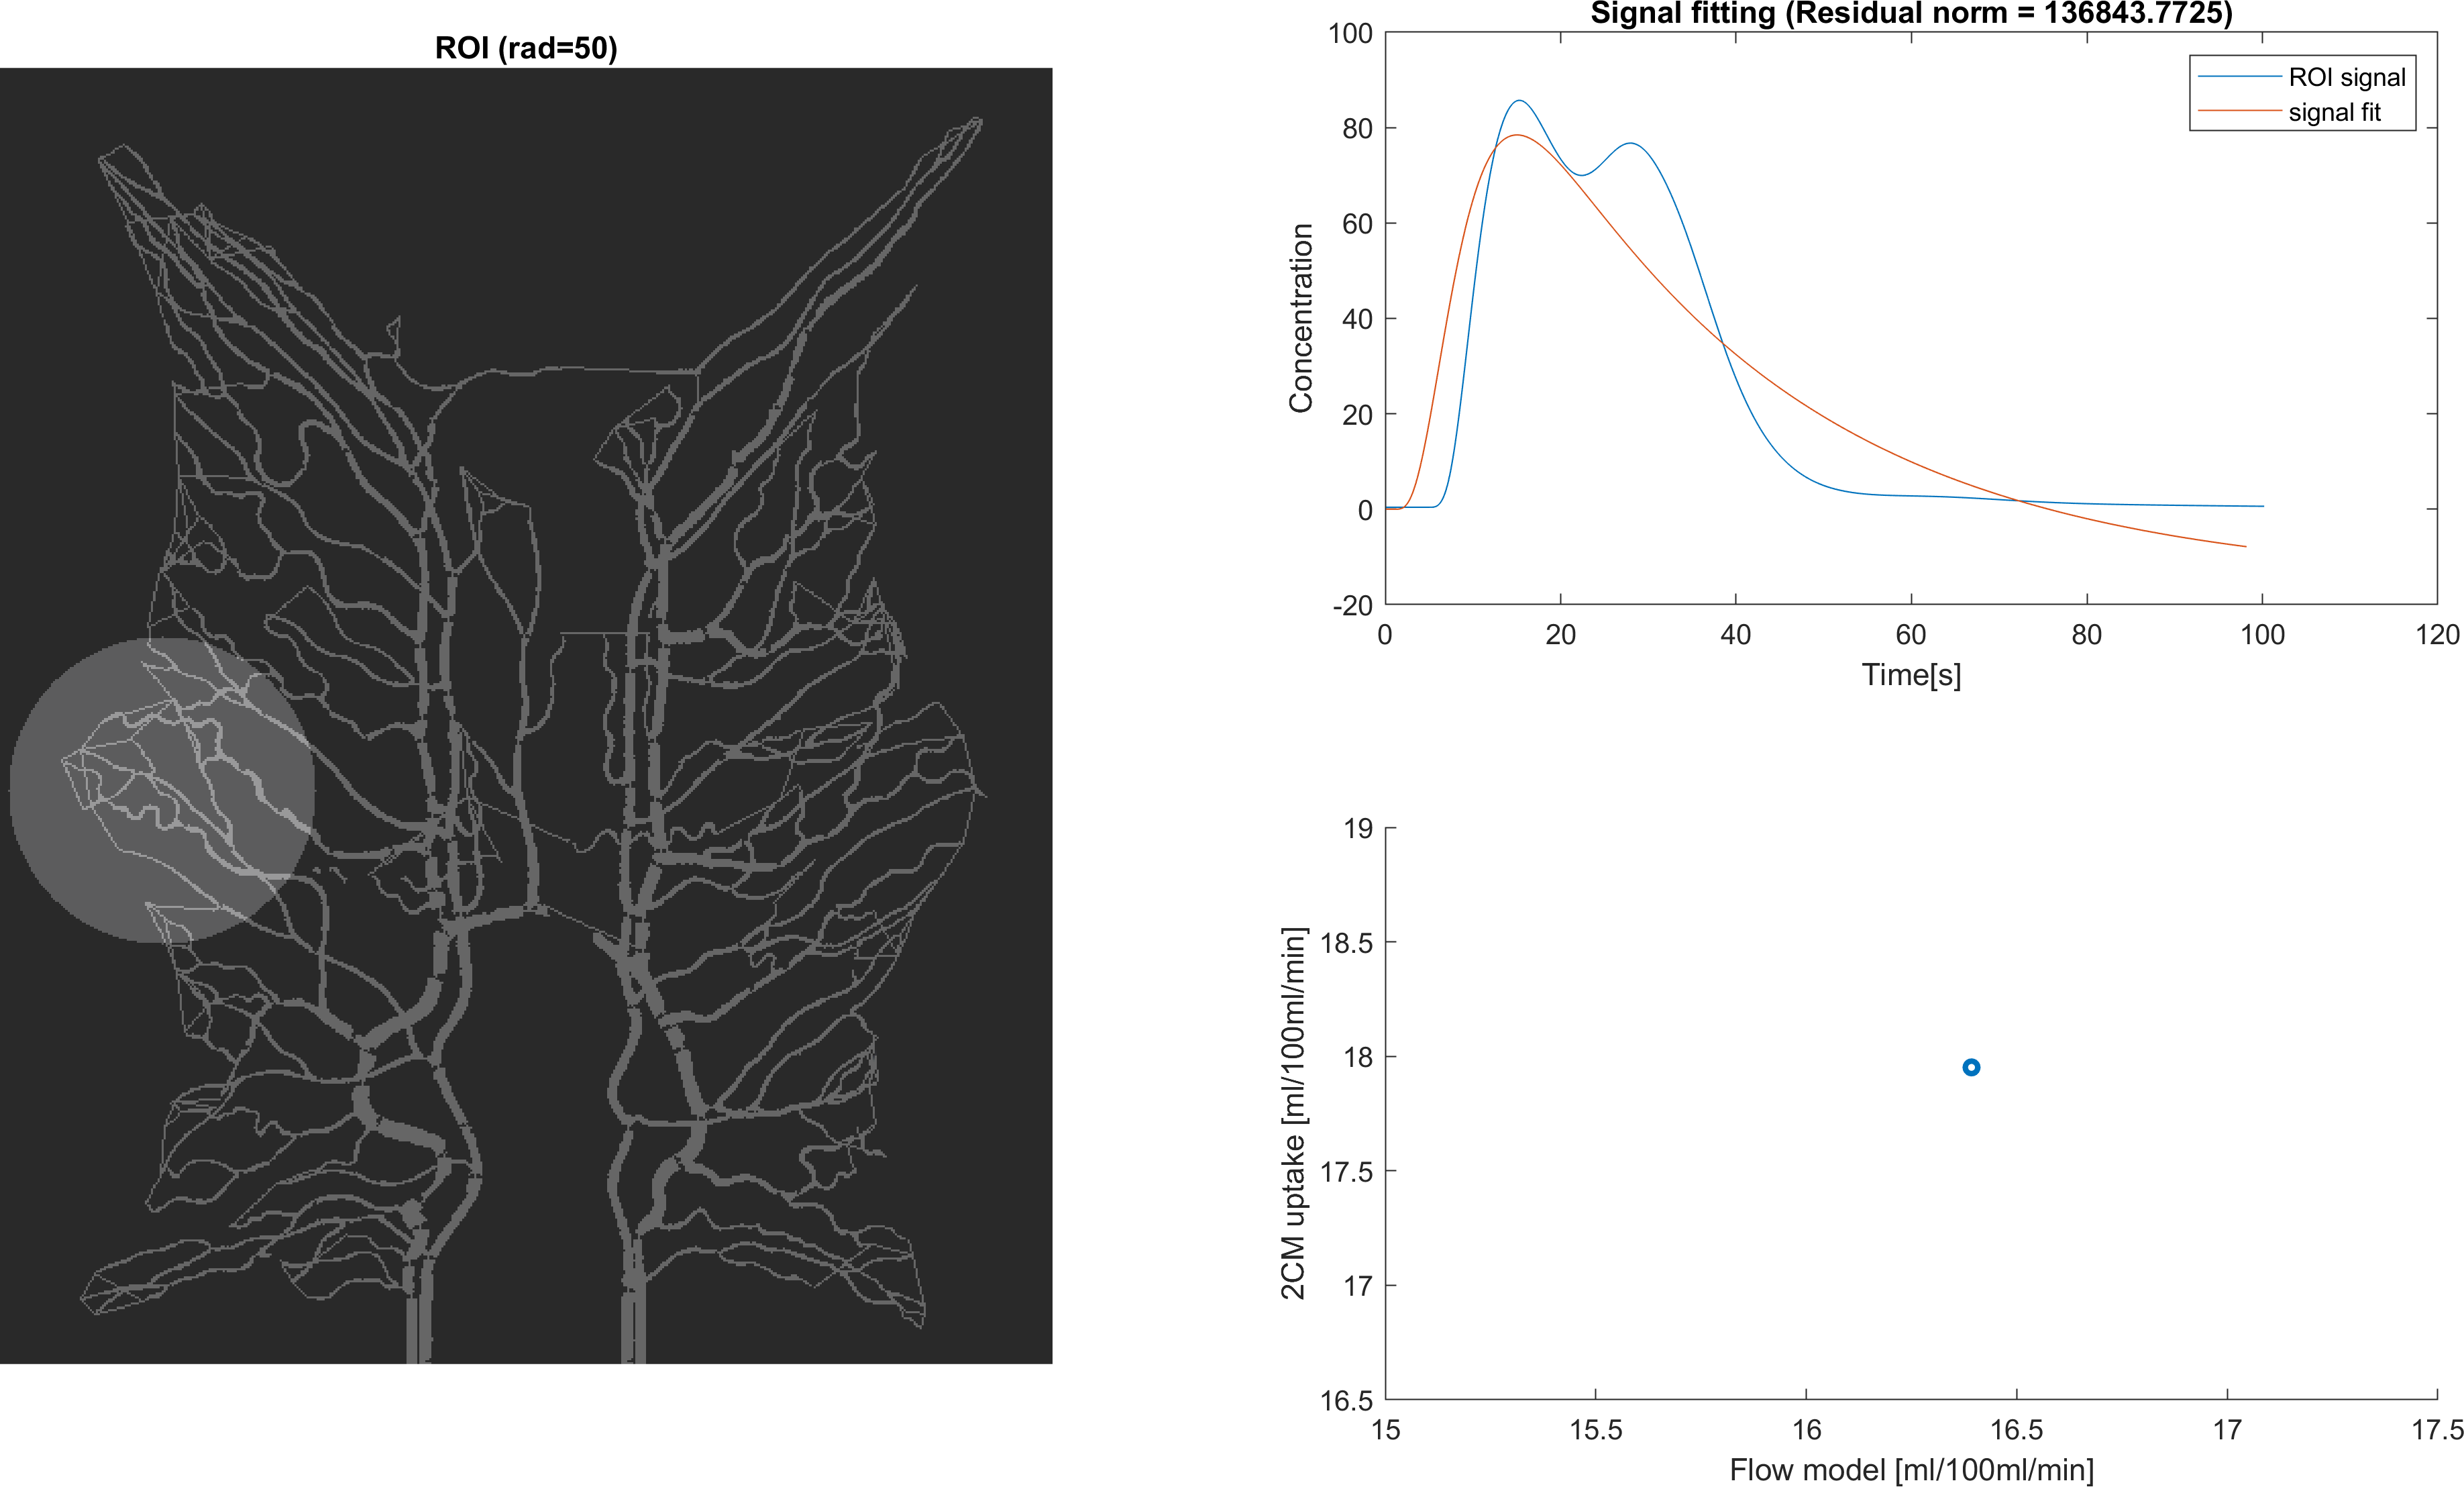 ROI (rad=50)
Signal fitting (Residual norm = 136843.7725)
100
80
60
40
20
0
-20
Concentration
ROI signal
signal fit
0 20 40 60 80 100 120
Time[s]
19
18.5
18
17.5
17
16.5
2CM uptake [ml/100ml/min]
15 15.5 16 16.5 17 17.5
Flow model [ml/100ml/min]